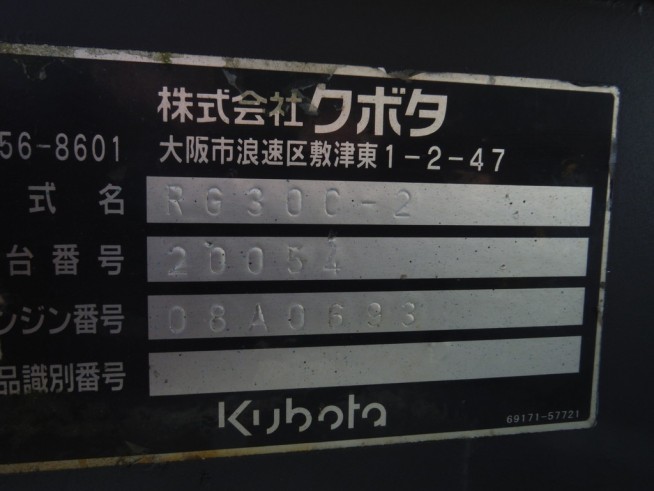 株式会社クボタ
56-8601 大阪市浪速区敷津東1-2-47
式名 RG30C-2
台番号 20054
ンジン番号 08A0693
品識別番号
Kubota
69171-57721